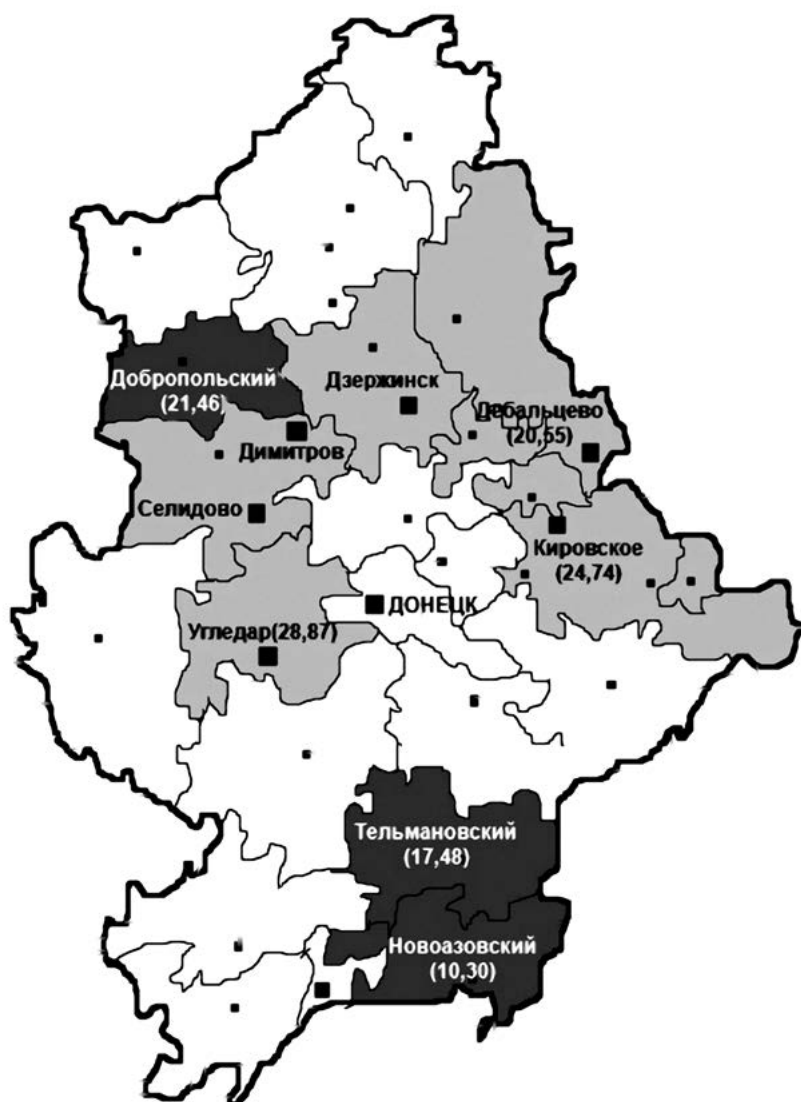 Добропольский
(21,46)
Дзержинск
Дебальцево
(20,55)
Димитров
Селидово
Кировское
(24,74)
ДОНЕЦК
Угледар(28,87)
Тельмановский
(17,48)
Новоазовский
(10,30)